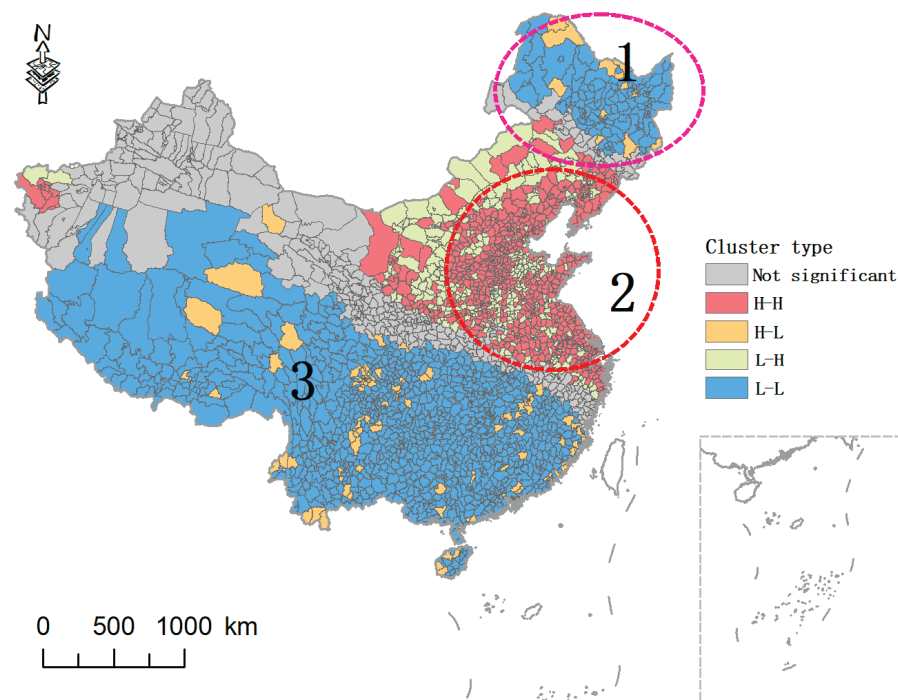 N
1
2
3
Cluster type
Not significant
H-H
H-L
L-H
L-L
0 500 1000 km